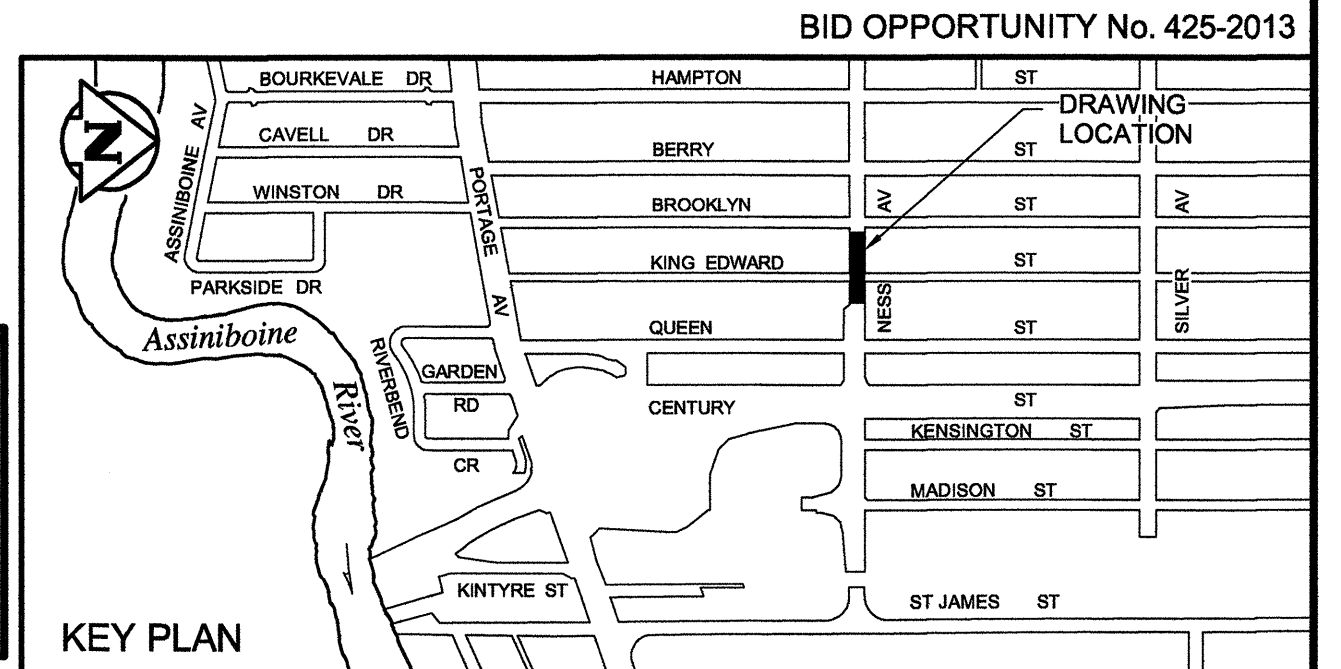 BID OPPORTUNITY No. 425-2013
BOURKEVALE DR
HAMPTON ST
DRAWING
LOCATION
N
ASSINIBOINE AV
CAVELL DR
BERRY ST
WINSTON DR
PORTAGE AV
BROOKLYN ST
NESS AV
SILVER AV
KING EDWARD ST
PARKSIDE DR
Assiniboine River
QUEEN ST
RIVERBEND CR
GARDEN RD
CENTURY ST
KENSINGTON ST
MADISON ST
KINTYRE ST
ST JAMES ST
KEY PLAN